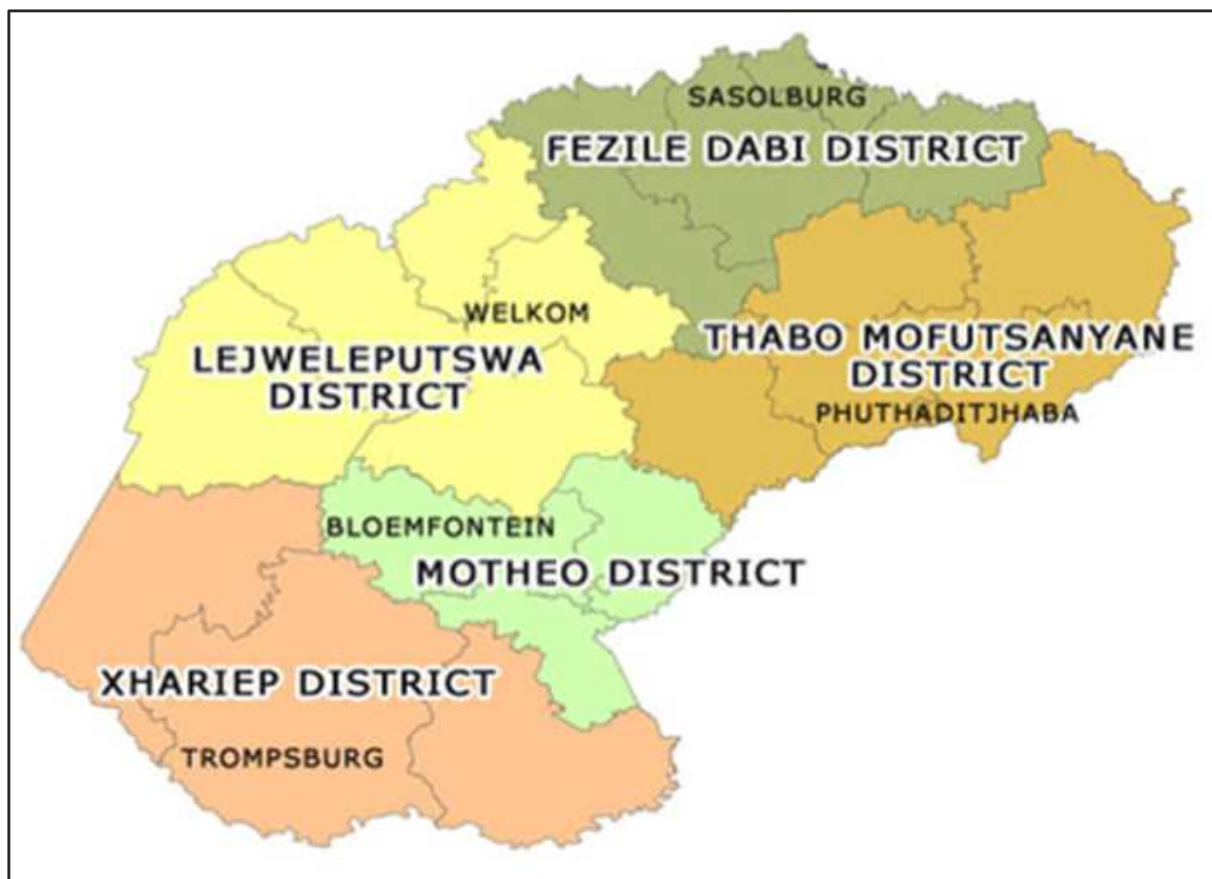 SASOLBURG
FEZILE DABI DISTRICT
WELKOM
THABO MOFUTSANYANE
DISTRICT
PHUTHADITJHABA
LEJWELEPUTSWA
DISTRICT
BLOEMFONTEIN
MOTHEO DISTRICT
XHARIEP DISTRICT
TROMPSBURG